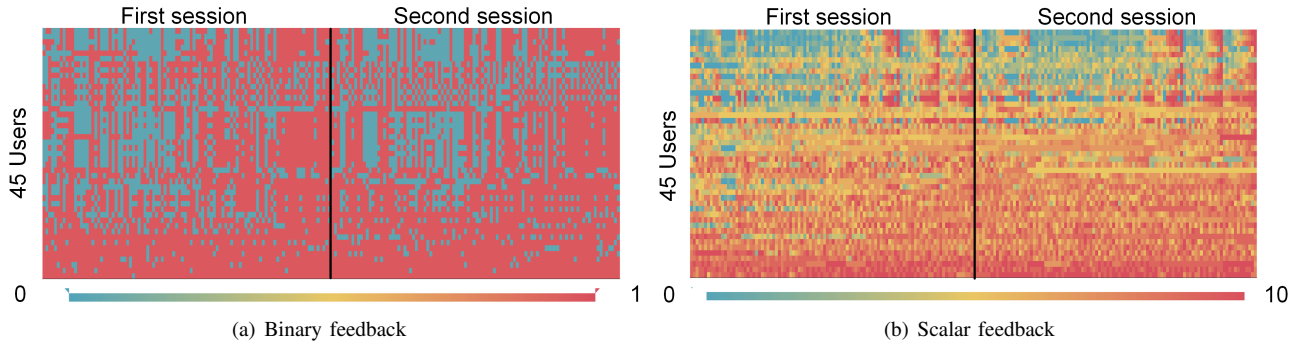 First session Second session
45 Users
0 1
(a) Binary feedback
First session Second session
45 Users
0 10
(b) Scalar feedback